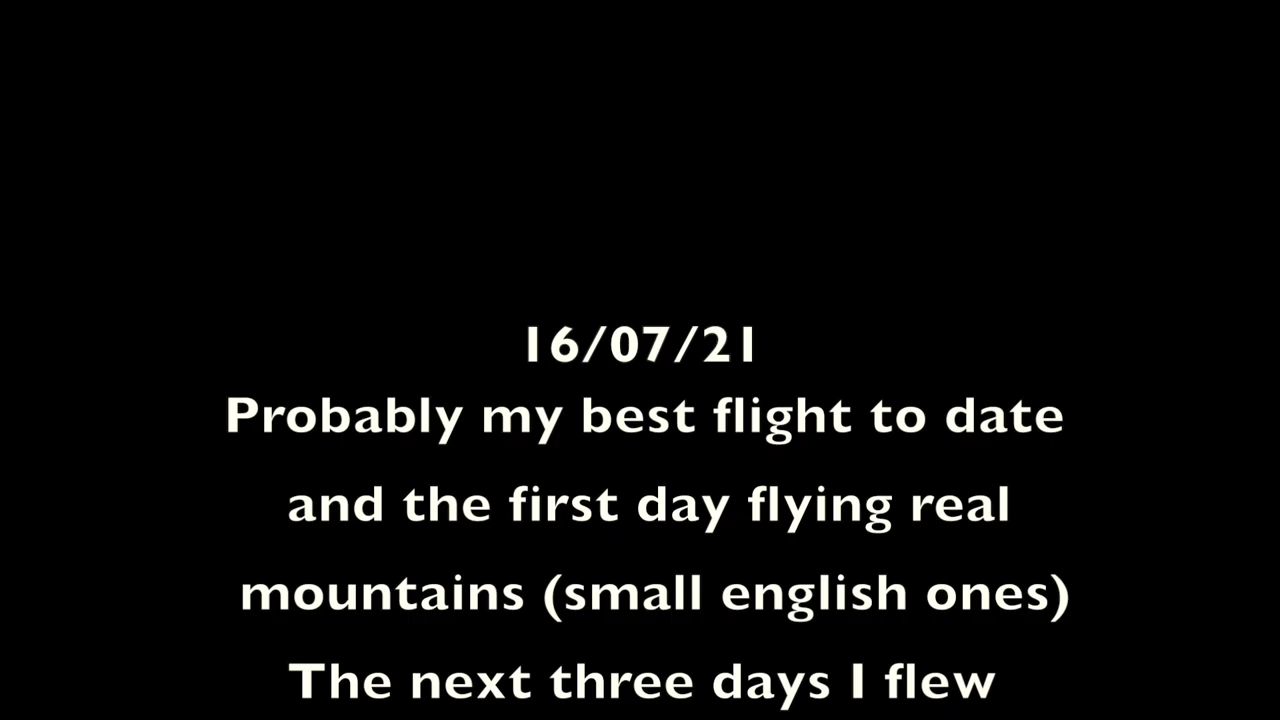 16/07/21
Probably my best flight to date
and the first day flying real
mountains (small english ones)
The next three days I flew